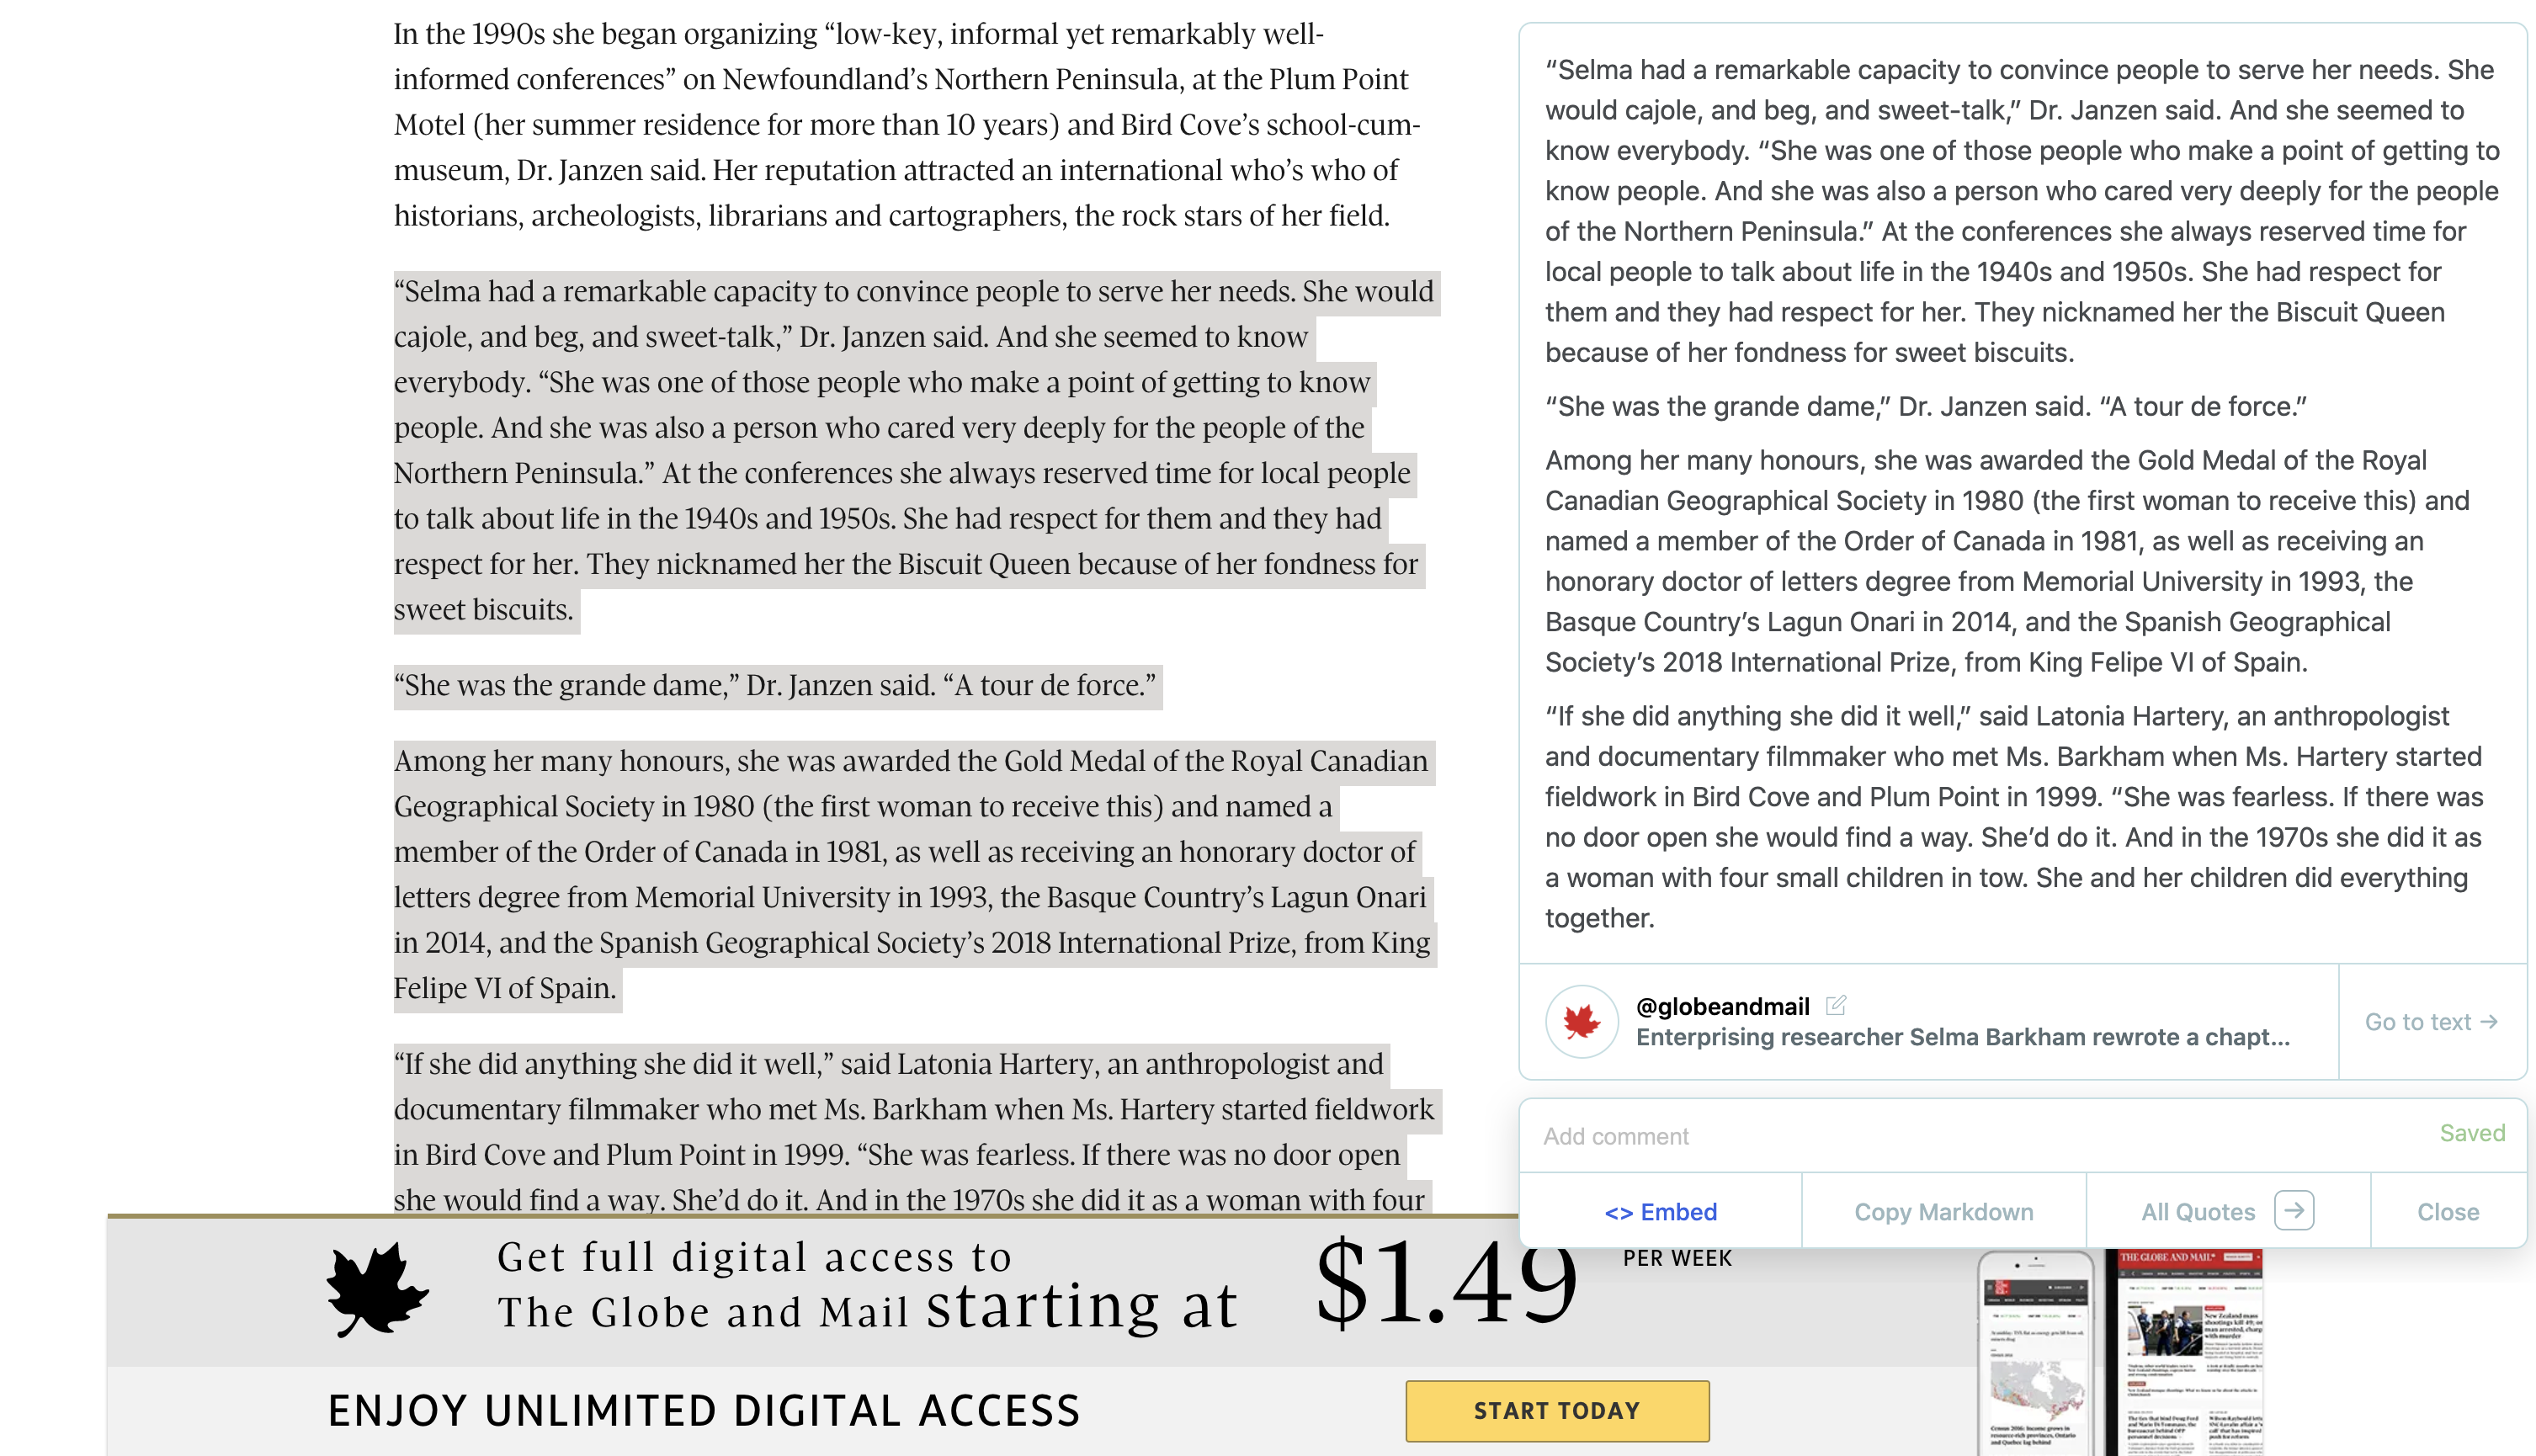 In the 1990s she began organizing “low-key, informal yet remarkably well-
informed conferences” on Newfoundland’s Northern Peninsula, at the Plum Point
Motel (her summer residence for more than 10 years) and Bird Cove’s school-cum-
museum, Dr. Janzen said. Her reputation attracted an international who’s who of
historians, archeologists, librarians and cartographers, the rock stars of her field.
“Selma had a remarkable capacity to convince people to serve her needs. She would
cajole, and beg, and sweet-talk,” Dr. Janzen said. And she seemed to know
everybody. “She was one of those people who make a point of getting to know
people. And she was also a person who cared very deeply for the people of the
Northern Peninsula.” At the conferences she always reserved time for local people
to talk about life in the 1940s and 1950s. She had respect for them and they had
respect for her. They nicknamed her the Biscuit Queen because of her fondness for
sweet biscuits.
“She was the grande dame,” Dr. Janzen said. “A tour de force.”
Among her many honours, she was awarded the Gold Medal of the Royal Canadian
Geographical Society in 1980 (the first woman to receive this) and named a
member of the Order of Canada in 1981, as well as receiving an honorary doctor of
letters degree from Memorial University in 1993, the Basque Country’s Lagun Onari
in 2014, and the Spanish Geographical Society’s 2018 International Prize, from King
Felipe VI of Spain.
“If she did anything she did it well,” said Latonia Hartery, an anthropologist and
documentary filmmaker who met Ms. Barkham when Ms. Hartery started fieldwork
in Bird Cove and Plum Point in 1999. “She was fearless. If there was no door open
she would find a way. She’d do it. And in the 1970s she did it as a woman with four
“Selma had a remarkable capacity to convince people to serve her needs. She
would cajole, and beg, and sweet-talk,” Dr. Janzen said. And she seemed to
know everybody. “She was one of those people who make a point of getting to
know people. And she was also a person who cared very deeply for the people
of the Northern Peninsula.” At the conferences she always reserved time for
local people to talk about life in the 1940s and 1950s. She had respect for
them and they had respect for her. They nicknamed her the Biscuit Queen
because of her fondness for sweet biscuits.
“She was the grande dame,” Dr. Janzen said. “A tour de force.”
Among her many honours, she was awarded the Gold Medal of the Royal
Canadian Geographical Society in 1980 (the first woman to receive this) and
named a member of the Order of Canada in 1981, as well as receiving an
honorary doctor of letters degree from Memorial University in 1993, the
Basque Country’s Lagun Onari in 2014, and the Spanish Geographical
Society’s 2018 International Prize, from King Felipe VI of Spain.
“If she did anything she did it well,” said Latonia Hartery, an anthropologist
and documentary filmmaker who met Ms. Barkham when Ms. Hartery started
fieldwork in Bird Cove and Plum Point in 1999. “She was fearless. If there was
no door open she would find a way. She’d do it. And in the 1970s she did it as
a woman with four small children in tow. She and her children did everything
together.
@globeandmail
Enterprising researcher Selma Barkham rewrote a chapt...
Go to text →
Add comment
Saved
<> Embed
Copy Markdown
All Quotes →
Close
Get full digital access to
The Globe and Mail starting at
$1.49
PER WEEK
ENJOY UNLIMITED DIGITAL ACCESS
START TODAY
THE GLOBE AND MAIL*
New Zealand mass
shootings kill 49; on
man arrested, charg
with murder
Census 2016: Income grows in
resource-rich provinces, Ontario
and Quebec lag behind